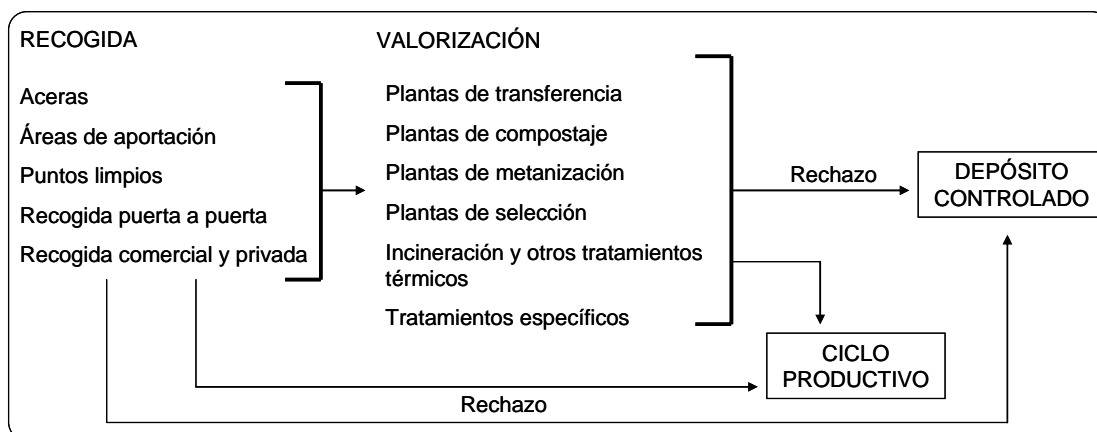 RECOGIDA
Aceras
Áreas de aportación
Puntos limpios
Recogida puerta a puerta
Recogida comercial y privada
VALORIZACIÓN
Plantas de transferencia
Plantas de compostaje
Plantas de metanización
Plantas de selección
Incineración y otros tratamientos
térmicos
Tratamientos específicos
Rechazo
DEPÓSITO
CONTROLADO
CICLO
PRODUCTIVO
Rechazo